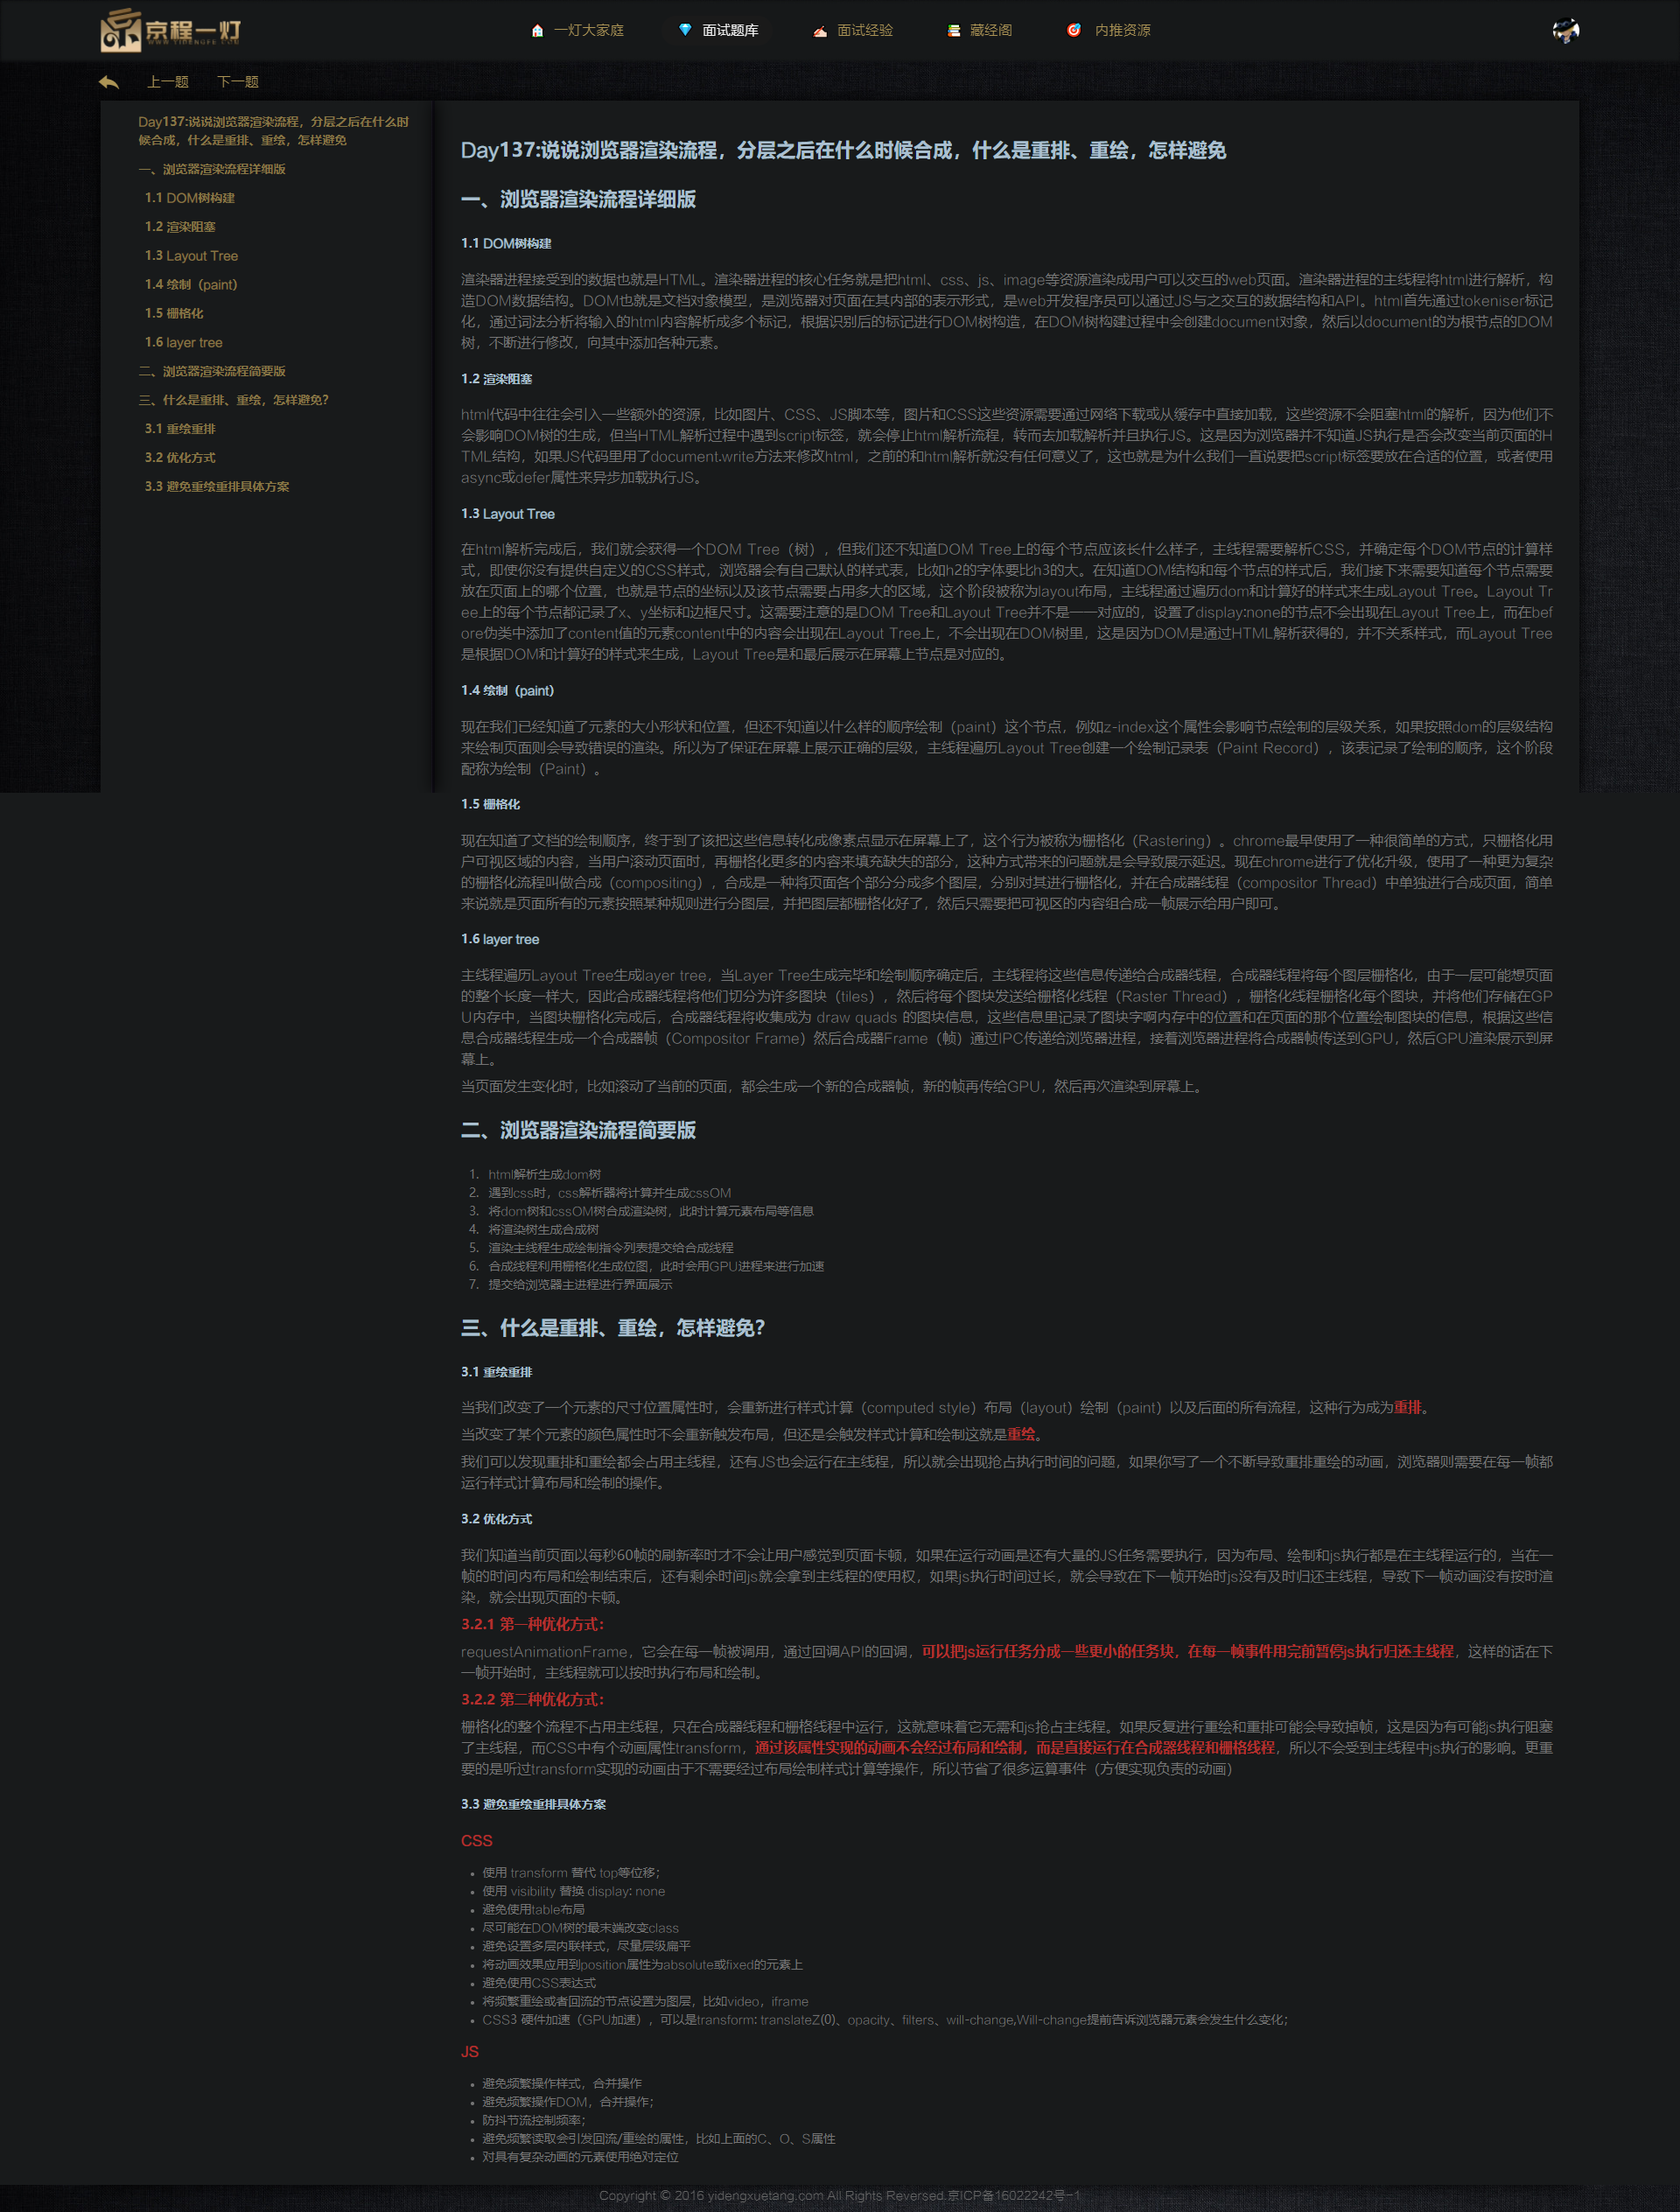 京程一灯
WWW.YIDENGFE.COM
一灯大家庭
面试题库
面试经验
藏经阁
内推资源
上一题 下一题
Day137:说说浏览器渲染流程，分层之后在什么时
候合成，什么是重排、重绘，怎样避免
一、浏览器渲染流程详细版
1.1 DOM树构建
1.2 渲染阻塞
1.3 Layout Tree
1.4 绘制（paint）
1.5 栅格化
1.6 layer tree
二、浏览器渲染流程简要版
三、什么是重排、重绘，怎样避免？
3.1 重绘重排
3.2 优化方式
3.3 避免重绘重排具体方案
Day137:说说浏览器渲染流程，分层之后在什么时候合成，什么是重排、重绘，怎样避免
一、浏览器渲染流程详细版
1.1 DOM树构建
渲染器进程接受到的数据也就是HTML。渲染器进程的核心任务就是把html、css、js、image等资源渲染成用户可以交互的web页面。渲染器进程的主线程将html进行解析，构
造DOM数据结构。DOM也就是文档对象模型，是浏览器对页面在其内部的表示形式，是web开发程序员可以通过JS与之交互的数据结构和API。html首先通过tokeniser标记
化，通过词法分析将输入的html内容解析成多个标记，根据识别后的标记进行DOM树构造，在DOM树构建过程中会创建document对象，然后以document的为根节点的DOM
树，不断进行修改，向其中添加各种元素。
1.2 渲染阻塞
html代码中往往会引入一些额外的资源，比如图片、CSS、JS脚本等，图片和CSS这些资源需要通过网络下载或从缓存中直接加载，这些资源不会阻塞html的解析，因为他们不
会影响DOM树的生成，但当HTML解析过程中遇到script标签，就会停止html解析流程，转而去加载解析并且执行JS。这是因为浏览器并不知道JS执行是否会改变当前页面的H
TML结构，如果JS代码里用了document.write方法来修改html，之前的和html解析就没有任何意义了，这也就是为什么我们一直说要把script标签要放在合适的位置，或者使用
async或defer属性来异步加载执行JS。
1.3 Layout Tree
在html解析完成后，我们就会获得一个DOM Tree（树），但我们还不知道DOM Tree上的每个节点应该长什么样子，主线程需要解析CSS，并确定每个DOM节点的计算样
式，即使你没有提供自定义的CSS样式，浏览器会有自己默认的样式表，比如h2的字体要比h3的大。在知道DOM结构和每个节点的样式后，我们接下来需要知道每个节点需要
放在页面上的哪个位置，也就是节点的坐标以及该节点需要占用多大的区域，这个阶段被称为layout布局，主线程通过遍历dom和计算好的样式来生成Layout Tree。Layout Tr
ee上的每个节点都记录了x、y坐标和边框尺寸。这需要注意的是DOM Tree和Layout Tree并不是一一对应的，设置了display:none的节点不会出现在Layout Tree上，而在bef
ore伪类中添加了content值的元素content中的内容会出现在Layout Tree上，不会出现在DOM树里，这是因为DOM是通过HTML解析获得的，并不关系样式，而Layout Tree
是根据DOM和计算好的样式来生成，Layout Tree是和最后展示在屏幕上节点是对应的。
1.4 绘制（paint）
现在我们已经知道了元素的大小形状和位置，但还不知道以什么样的顺序绘制（paint）这个节点，例如z-index这个属性会影响节点绘制的层级关系，如果按照dom的层级结构
来绘制页面则会导致错误的渲染。所以为了保证在屏幕上展示正确的层级，主线程遍历Layout Tree创建一个绘制记录表（Paint Record），该表记录了绘制的顺序，这个阶段
配称为绘制（Paint）。
1.5 栅格化
现在知道了文档的绘制顺序，终于到了该把这些信息转化成像素点显示在屏幕上了，这个行为被称为栅格化（Rastering）。chrome最早使用了一种很简单的方式，只栅格化用
户可视区域的内容，当用户滚动页面时，再栅格化更多的内容来填充缺失的部分，这种方式带来的问题就是会导致展示延迟。现在chrome进行了优化升级，使用了一种更为复杂
的栅格化流程叫做合成（compositing），合成是一种将页面各个部分分成多个图层，分别对其进行栅格化，并在合成器线程（compositor Thread）中单独进行合成页面，简单
来说就是页面所有的元素按照某种规则进行分图层，并把图层都栅格化好了，然后只需要把可视区的内容组合成一帧展示给用户即可。
1.6 layer tree
主线程遍历Layout Tree生成layer tree，当Layer Tree生成完毕和绘制顺序确定后，主线程将这些信息传递给合成器线程，合成器线程将每个图层栅格化，由于一层可能想页面
的整个长度一样大，因此合成器线程将他们切分为许多图块（tiles），然后将每个图块发送给栅格化线程（Raster Thread），栅格化线程栅格化每个图块，并将他们存储在GP
U内存中，当图块栅格化完成后，合成器线程将收集成为 draw quads 的图块信息，这些信息里记录了图块字啊内存中的位置和在页面的那个位置绘制图块的信息，根据这些信
息合成器线程生成一个合成器帧（Compositor Frame）然后合成器Frame（帧）通过IPC传递给浏览器进程，接着浏览器进程将合成器帧传送到GPU，然后GPU渲染展示到屏
幕上。
当页面发生变化时，比如滚动了当前的页面，都会生成一个新的合成器帧，新的帧再传给GPU，然后再次渲染到屏幕上。
二、浏览器渲染流程简要版
1. html解析生成dom树
2. 遇到css时，css解析器将计算并生成cssOM
3. 将dom树和cssOM树合成渲染树，此时计算元素布局等信息
4. 将渲染树生成合成树
5. 渲染主线程生成绘制指令列表提交给合成线程
6. 合成线程利用栅格化生成位图，此时会用GPU进程来进行加速
7. 提交给浏览器主进程进行界面展示
三、什么是重排、重绘，怎样避免？
3.1 重绘重排
当我们改变了一个元素的尺寸位置属性时，会重新进行样式计算（computed style）布局（layout）绘制（paint）以及后面的所有流程，这种行为成为重排。
当改变了某个元素的颜色属性时不会重新触发布局，但还是会触发样式计算和绘制这就是重绘。
我们可以发现重排和重绘都会占用主线程，还有JS也会运行在主线程，所以就会出现抢占执行时间的问题，如果你写了一个不断导致重排重绘的动画，浏览器则需要在每一帧都
运行样式计算布局和绘制的操作。
3.2 优化方式
我们知道当前页面以每秒60帧的刷新率时才不会让用户感觉到页面卡顿，如果在运行动画是还有大量的JS任务需要执行，因为布局、绘制和js执行都是在主线程运行的，当在一
帧的时间内布局和绘制结束后，还有剩余时间js就会拿到主线程的使用权，如果js执行时间过长，就会导致在下一帧开始时js没有及时归还主线程，导致下一帧动画没有按时渲
染，就会出现页面的卡顿。
3.2.1 第一种优化方式：
requestAnimationFrame，它会在每一帧被调用，通过回调API的回调，可以把js运行任务分成一些更小的任务块，在每一帧事件用完前暂停js执行归还主线程，这样的话在下
一帧开始时，主线程就可以按时执行布局和绘制。
3.2.2 第二种优化方式：
栅格化的整个流程不占用主线程，只在合成器线程和栅格线程中运行，这就意味着它无需和js抢占主线程。如果反复进行重绘和重排可能会导致掉帧，这是因为有可能js执行阻塞
了主线程，而CSS中有个动画属性transform，通过该属性实现的动画不会经过布局和绘制，而是直接运行在合成器线程和栅格线程，所以不会受到主线程中js执行的影响。更重
要的是听过transform实现的动画由于不需要经过布局绘制样式计算等操作，所以节省了很多运算事件（方便实现负责的动画）
3.3 避免重绘重排具体方案
CSS
使用 transform 替代 top等位移；
使用 visibility 替换 display: none
避免使用table布局
尽可能在DOM树的最末端改变class
避免设置多层内联样式，尽量层级扁平
将动画效果应用到position属性为absolute或fixed的元素上
避免使用CSS表达式
将频繁重绘或者回流的节点设置为图层，比如video，iframe
CSS3 硬件加速（GPU加速），可以是transform: translateZ(0)、opacity、filters、will-change,Will-change提前告诉浏览器元素会发生什么变化；
JS
避免频繁操作样式，合并操作
避免频繁操作DOM，合并操作；
防抖节流控制频率；
避免频繁读取会引发回流/重绘的属性，比如上面的C、O、S属性
对具有复杂动画的元素使用绝对定位
Copyright © 2016 yidengxuetang.com All Rights Reversed.京ICP备16022242号-1